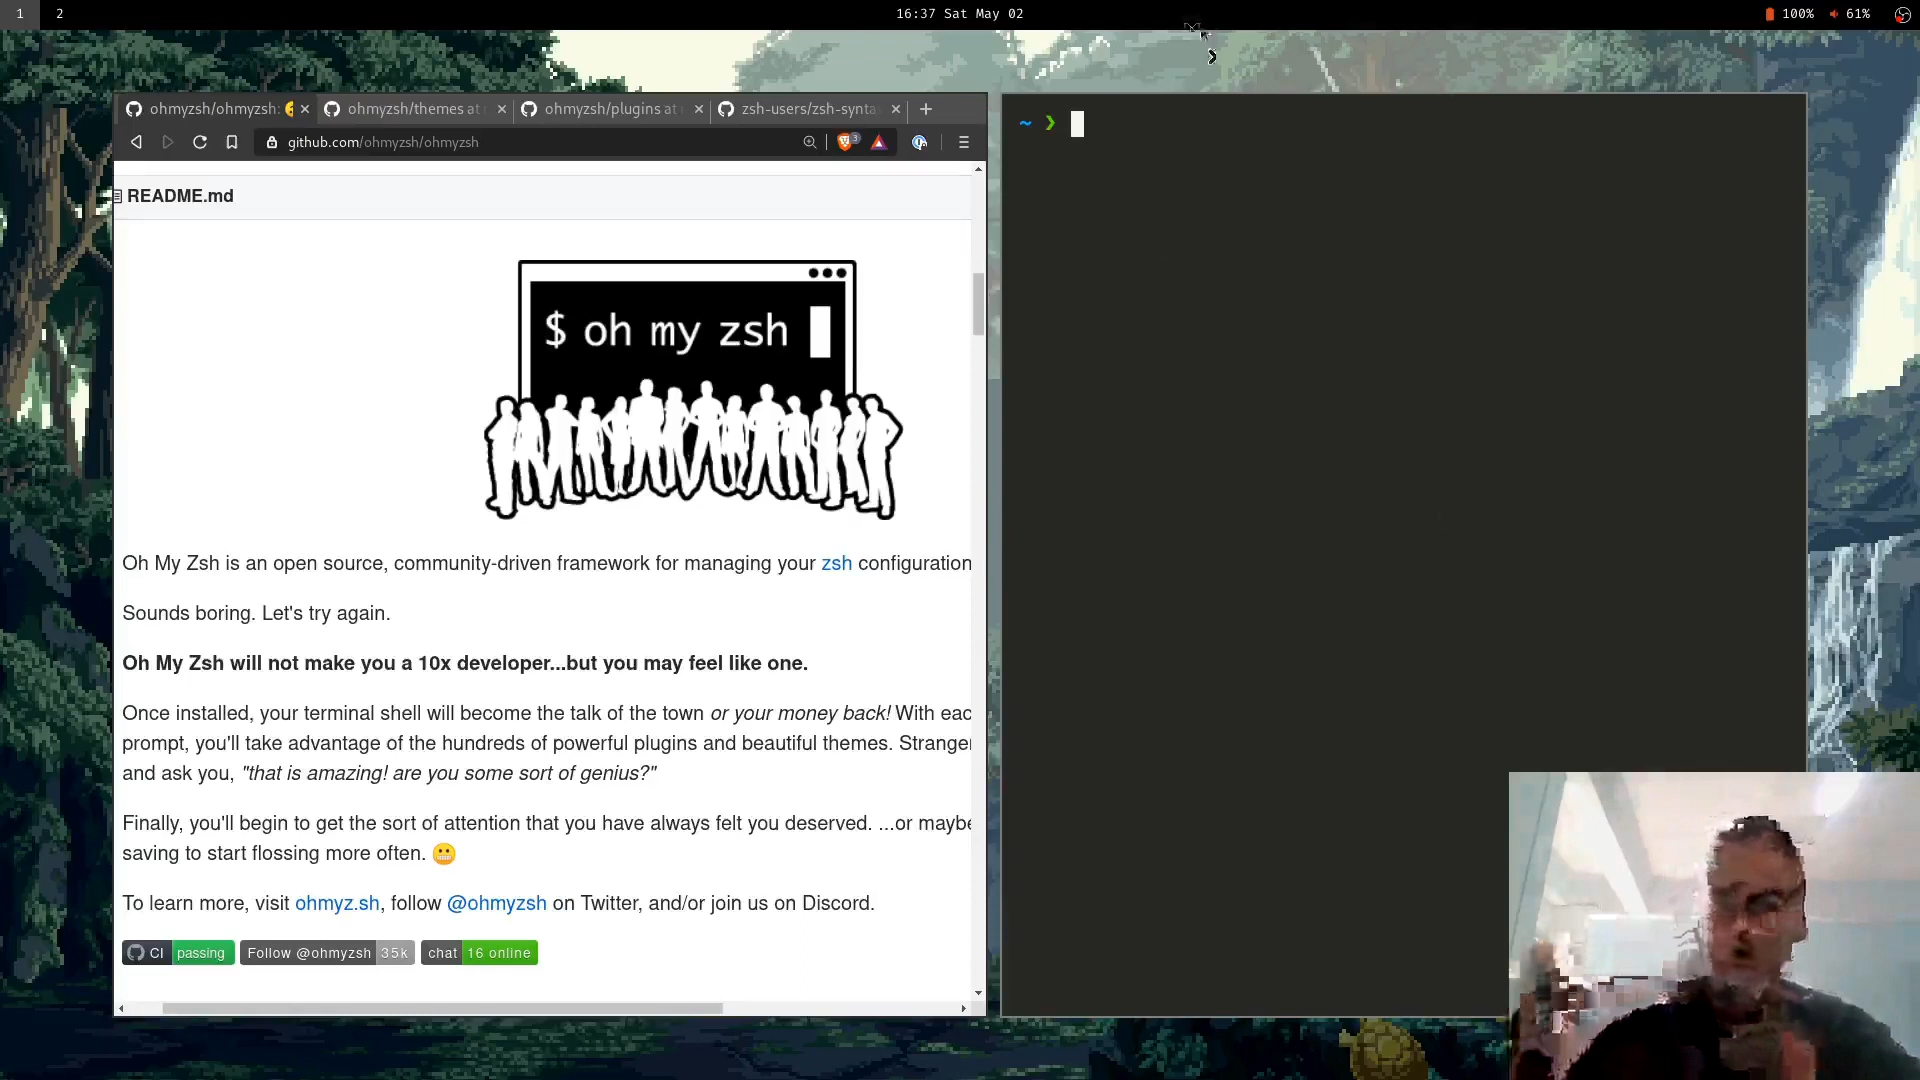 1
2
16:37 Sat May 02
100%
61%
ohmyzsh/ohmyzsh:
ohmyzsh/themes at
ohmyzsh/plugins at
zsh-users/zsh-synta
github.com/ohmyzsh/ohmyzsh
3
README.md
$ oh my zsh
Oh My Zsh is an open source, community-driven framework for managing your zsh configuration
Sounds boring. Let's try again.
Oh My Zsh will not make you a 10x developer...but you may feel like one.
Once installed, your terminal shell will become the talk of the town or your money back! With eac
prompt, you'll take advantage of the hundreds of powerful plugins and beautiful themes. Stranger
and ask you, "that is amazing! are you some sort of genius?"
Finally, you'll begin to get the sort of attention that you have always felt you deserved. ...or maybe
saving to start flossing more often. 😬
To learn more, visit ohmyz.sh, follow @ohmyzsh on Twitter, and/or join us on Discord.
CI passing Follow @ohmyzsh 35k chat 16 online
~ ❯